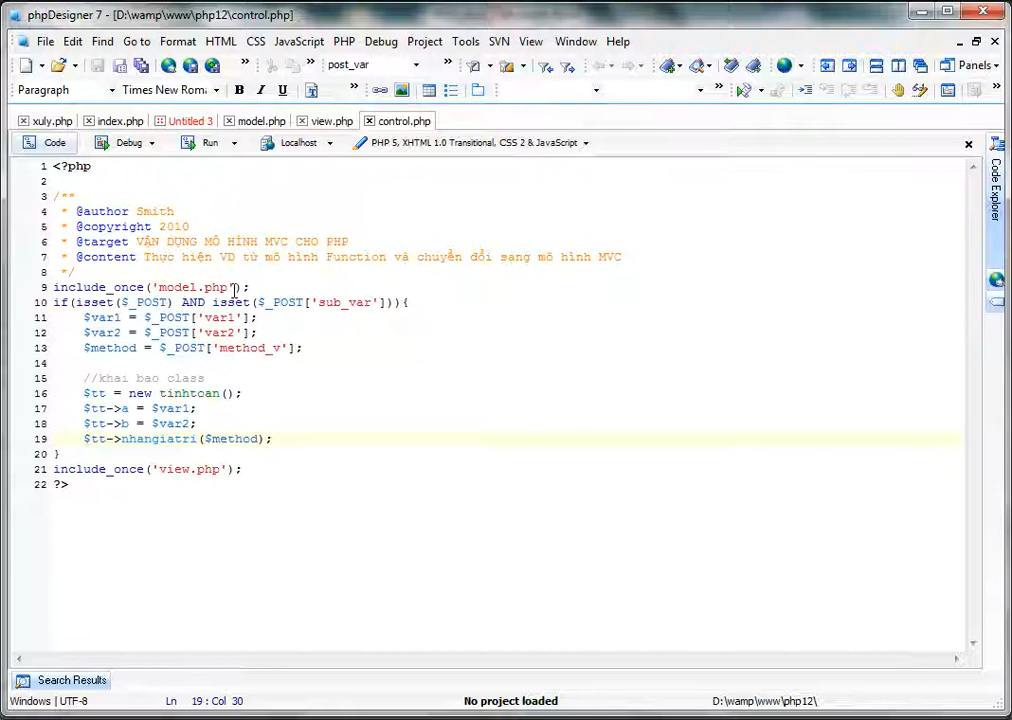 phpDesigner 7 - [D:\wamp\www\php12\control.php]
File Edit Find Go to Format HTML CSS JavaScript PHP Debug Project Tools SVN View Window Help
post_var Panels
Paragraph Times New Roma B I U
xuly.php index.php Untitled 3 model.php view.php control.php
Code Debug Run Localhost PHP 5, XHTML 1.0 Transitional, CSS 2 & JavaScript
Code Explorer
1 <?php
2
3 /**
4 * @author Smith
5 * @copyright 2010
6 * @target VẬN DỤNG MÔ HÌNH MVC CHO PHP
7 * @content Thực hiện VD từ mô hình Function và chuyển đổi sang mô hình MVC
8 */
9 include_once('model.php');
10 if(isset($_POST) AND isset($_POST['sub_var'])){
11 $var1 = $_POST['var1'];
12 $var2 = $_POST['var2'];
13 $method = $_POST['method_v'];
14
15 //khai bao class
16 $tt = new tinhtoan();
17 $tt->a = $var1;
18 $tt->b = $var2;
19 $tt->nhangiatri($method);
20 }
21 include_once('view.php');
22 ?>
Search Results
Windows | UTF-8 Ln 19 : Col 30 No project loaded D:\wamp\www\php12\